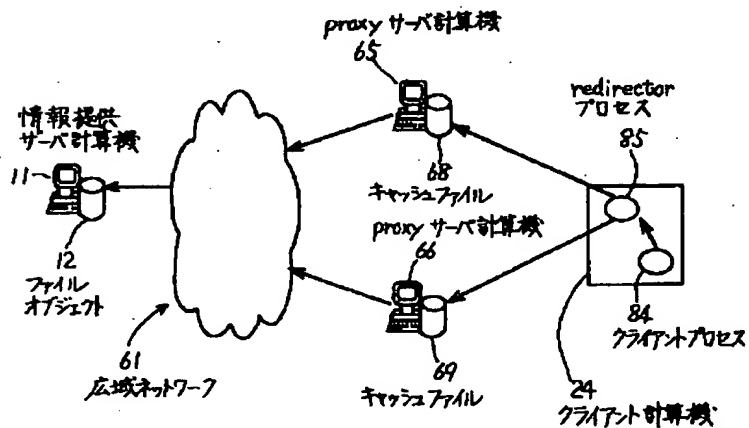 proxy サーバ計算機
65
redirector
プロセス
85
情報提供
サーバ計算機
11
68
キャッシュファイル
proxy サーバ計算機
66
12
ファイル
オブジェクト
84
クライアントプロセス
61
広域ネットワーク
69
キャッシュファイル
24
クライアント計算機